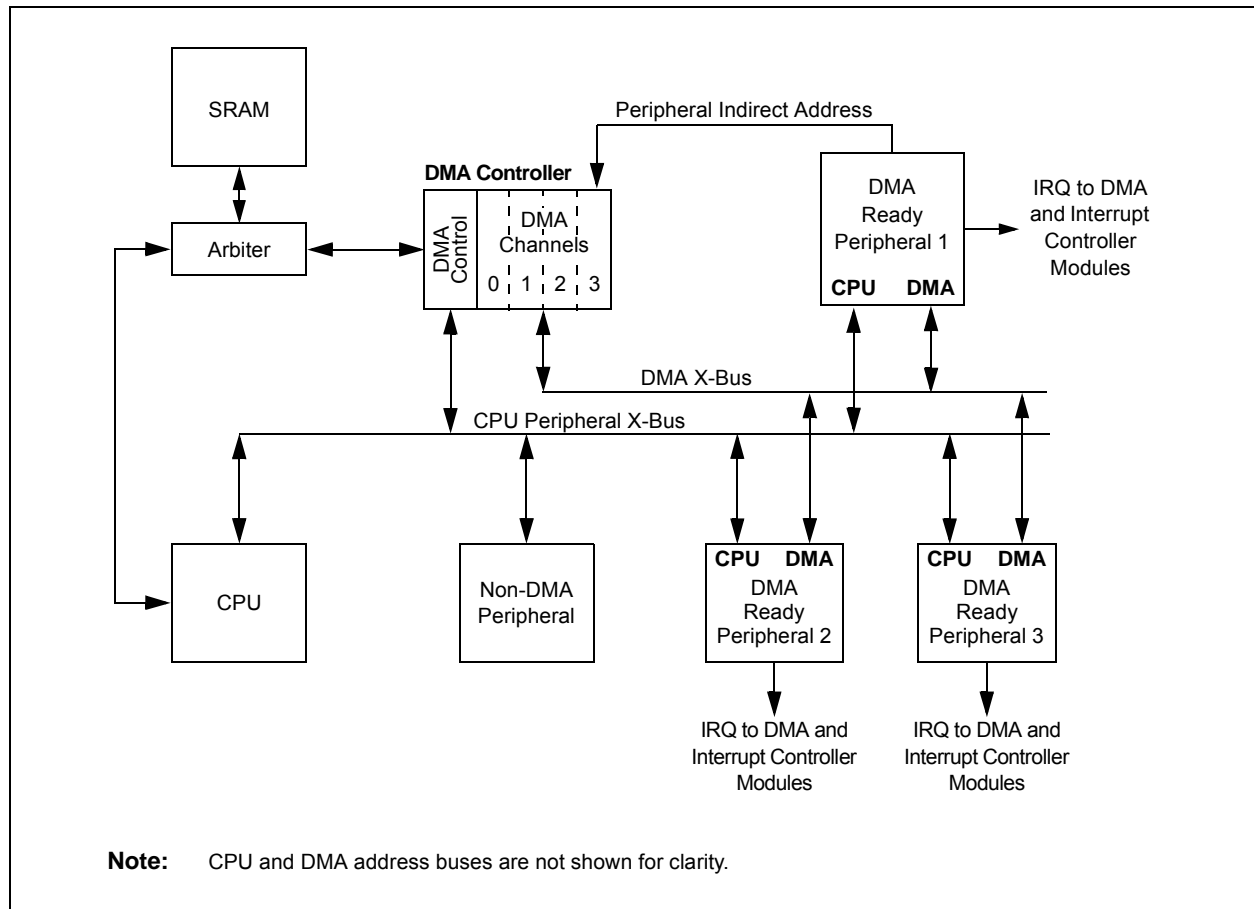 SRAM
Peripheral Indirect Address
DMA Controller
DMA
Ready
Peripheral 1
CPU DMA
IRQ to DMA
and Interrupt
Controller
Modules
Arbiter
DMA
Control
DMA
Channels
0 1 2 3
DMA X-Bus
CPU Peripheral X-Bus
CPU
Non-DMA
Peripheral
CPU DMA
DMA
Ready
Peripheral 2
CPU DMA
DMA
Ready
Peripheral 3
IRQ to DMA and
Interrupt Controller
Modules
IRQ to DMA and
Interrupt Controller
Modules
Note: CPU and DMA address buses are not shown for clarity.